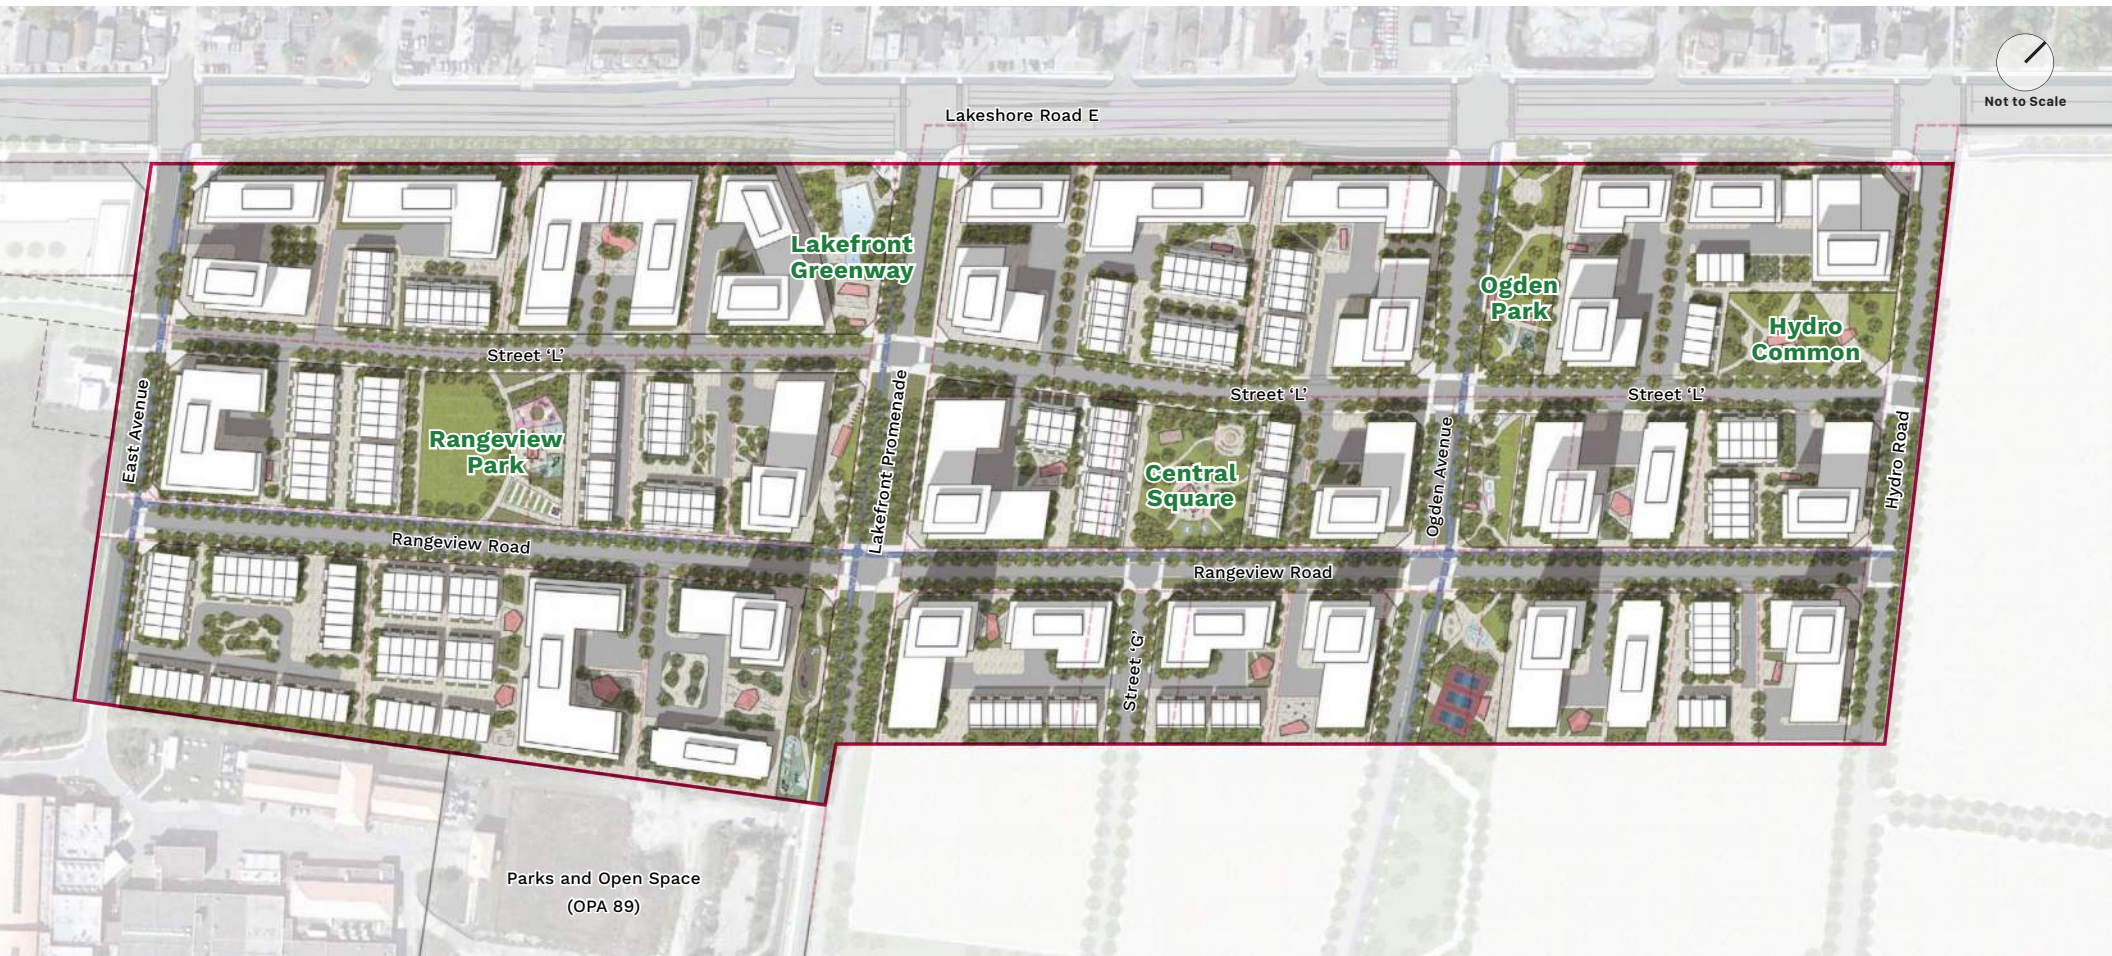 Not to Scale
Lakeshore Road E
Lakefront
Greenway
Ogden
Park
Hydro
Common
Street ‘L’
Street ‘L’
Street ‘L’
East Avenue
Rangeview
Park
Lakefront Promenade
Central
Square
Ogden Avenue
Hydro Road
Rangeview Road
Rangeview Road
Street ‘G’
Parks and Open Space
(OPA 89)